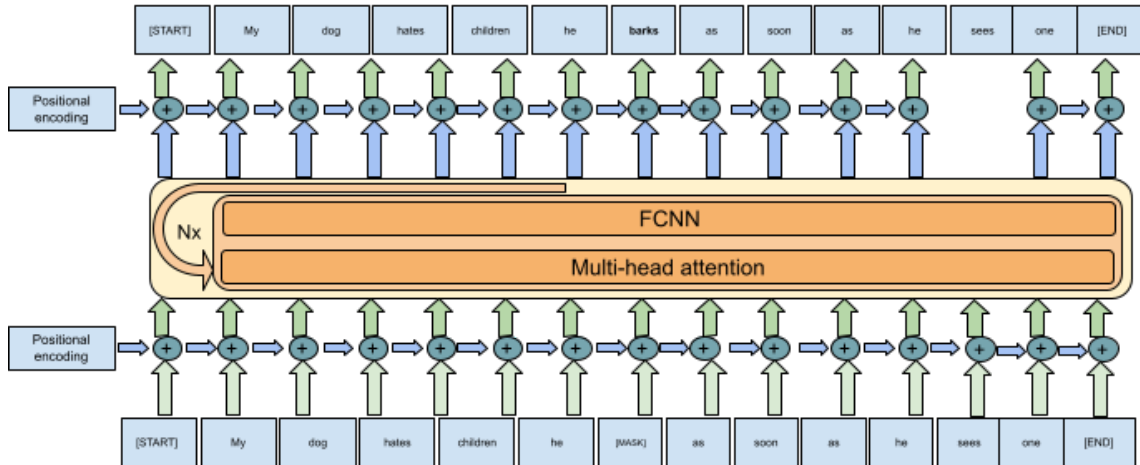 [START] My dog hates children he barks as soon as he sees one [END]
Positional
encoding
+ + + + + + + + + + + + +
FCNN
Nx
Multi-head attention
Positional
encoding
+ + + + + + + + + + + + + +
[START] My dog hates children he [MASK] as soon as he sees one [END]